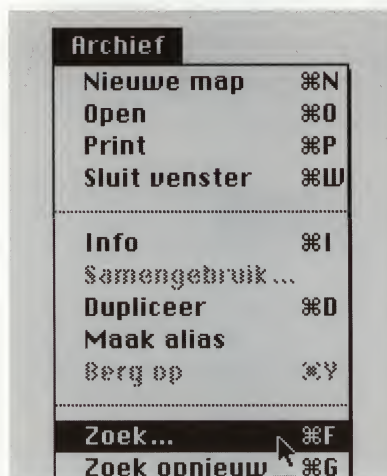 Archief
Nieuwe map ⌘N
Open ⌘O
Print ⌘P
Sluit venster ⌘W
Info ⌘I
Samengebruik...
Dupliceer ⌘D
Maak alias
Berg op ⌘Y
Zoek... ⌘F
Zoek opnieuw ⌘G